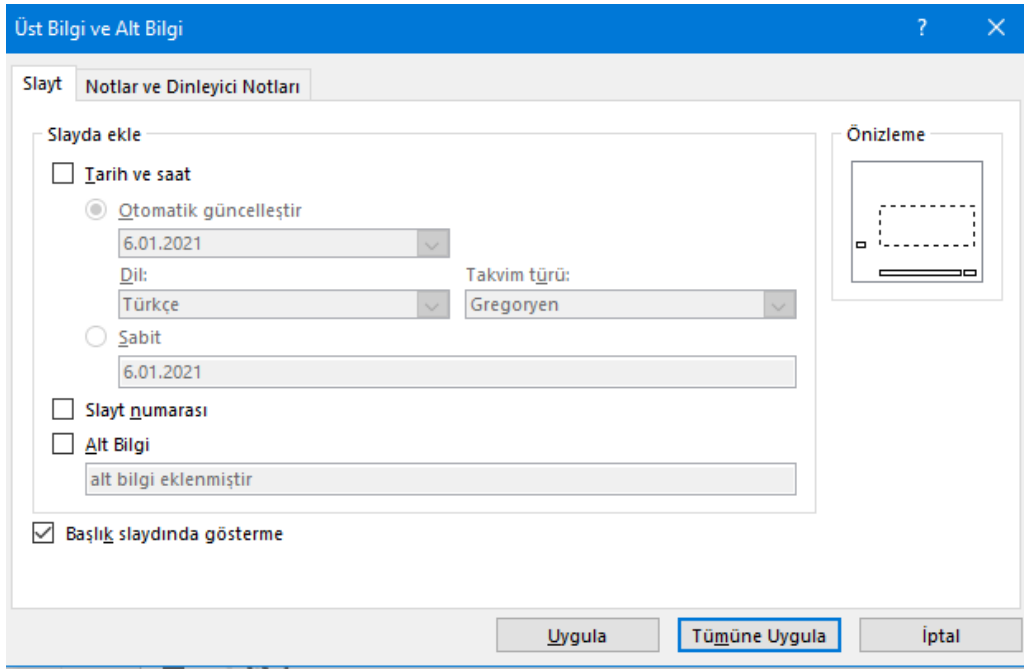 Üst Bilgi ve Alt Bilgi ?
Slayt Notlar ve Dinleyici Notları
Slayda ekle Önizleme
Tarih ve saat
Otomatik güncelleştir
6.01.2021
Dil: Takvim türü:
Türkçe Gregoryen
Sabit
6.01.2021
Slayt numarası
Alt Bilgi
alt bilgi eklenmiştir
Başlık slaydında gösterme
Uygula Tümüne Uygula İptal